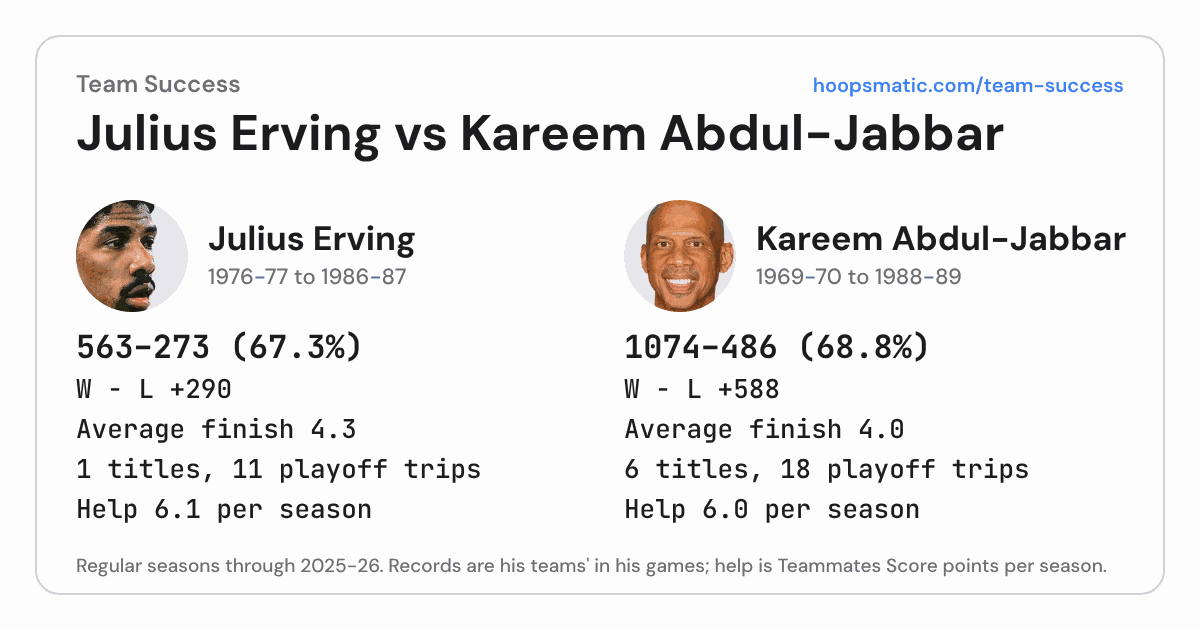 Team Success
hoopsmatic.com/team-success
Julius Erving vs Kareem Abdul-Jabbar
Julius Erving
1976-77 to 1986-87
563-273 (67.3%)
W - L +290
Average finish 4.3
1 titles, 11 playoff trips
Help 6.1 per season
Kareem Abdul-Jabbar
1969-70 to 1988-89
1074-486 (68.8%)
W - L +588
Average finish 4.0
6 titles, 18 playoff trips
Help 6.0 per season
Regular seasons through 2025-26. Records are his teams' in his games; help is Teammates Score points per season.